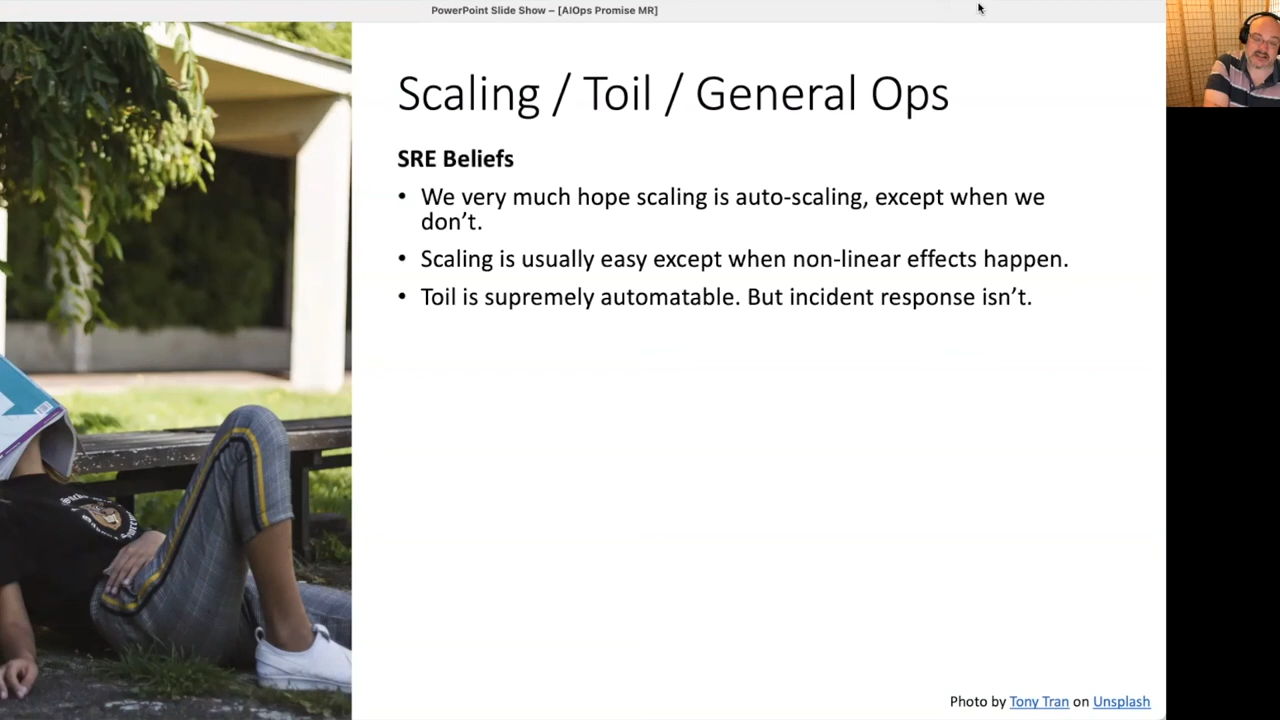 PowerPoint Slide Show – [AIOps Promise MR]
Scaling / Toil / General Ops
SRE Beliefs
• We very much hope scaling is auto-scaling, except when we
don’t.
• Scaling is usually easy except when non-linear effects happen.
• Toil is supremely automatable. But incident response isn’t.
Photo by Tony Tran on Unsplash